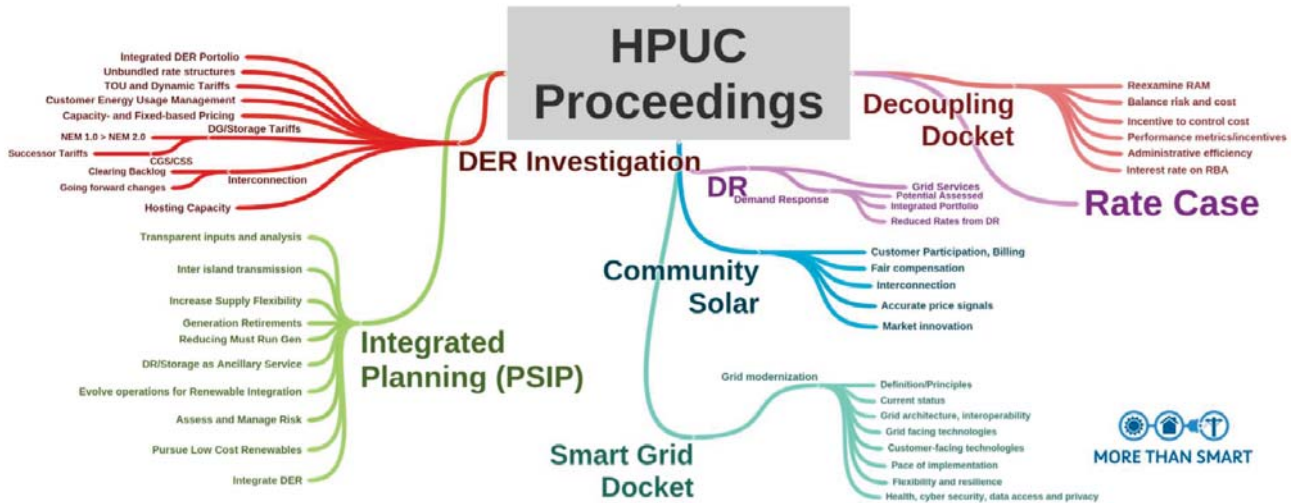 HPUC
Proceedings
Integrated DER Portolio
Unbundled rate structures
TOU and Dynamic Tariffs
Customer Energy Usage Management
Capacity- and Fixed-based Pricing
DG/Storage Tariffs
NEM 1.0 > NEM 2.0
Successor Tariffs
CGS/CSS
Clearing Backlog
Interconnection
Going forward changes
Hosting Capacity
DER Investigation
Transparent inputs and analysis
Inter island transmission
Increase Supply Flexibility
Generation Retirements
Reducing Must Run Gen
DR/Storage as Ancillary Service
Evolve operations for Renewable Integration
Assess and Manage Risk
Pursue Low Cost Renewables
Integrate DER
Integrated
Planning (PSIP)
Decoupling
Docket
Reexamine RAM
Balance risk and cost
Incentive to control cost
Performance metrics/incentives
Administrative efficiency
Interest rate on RBA
Rate Case
DR
Demand Response
Grid Services
Potential Assessed
Integrated Portfolio
Reduced Rates from DR
Community
Solar
Customer Participation, Billing
Fair compensation
Interconnection
Accurate price signals
Market innovation
Smart Grid
Docket
Grid modernization
Definition/Principles
Current status
Grid architecture, interoperability
Grid facing technologies
Customer-facing technologies
Pace of implementation
Flexibility and resilience
Health, cyber security, data access and privacy
MORE THAN SMART